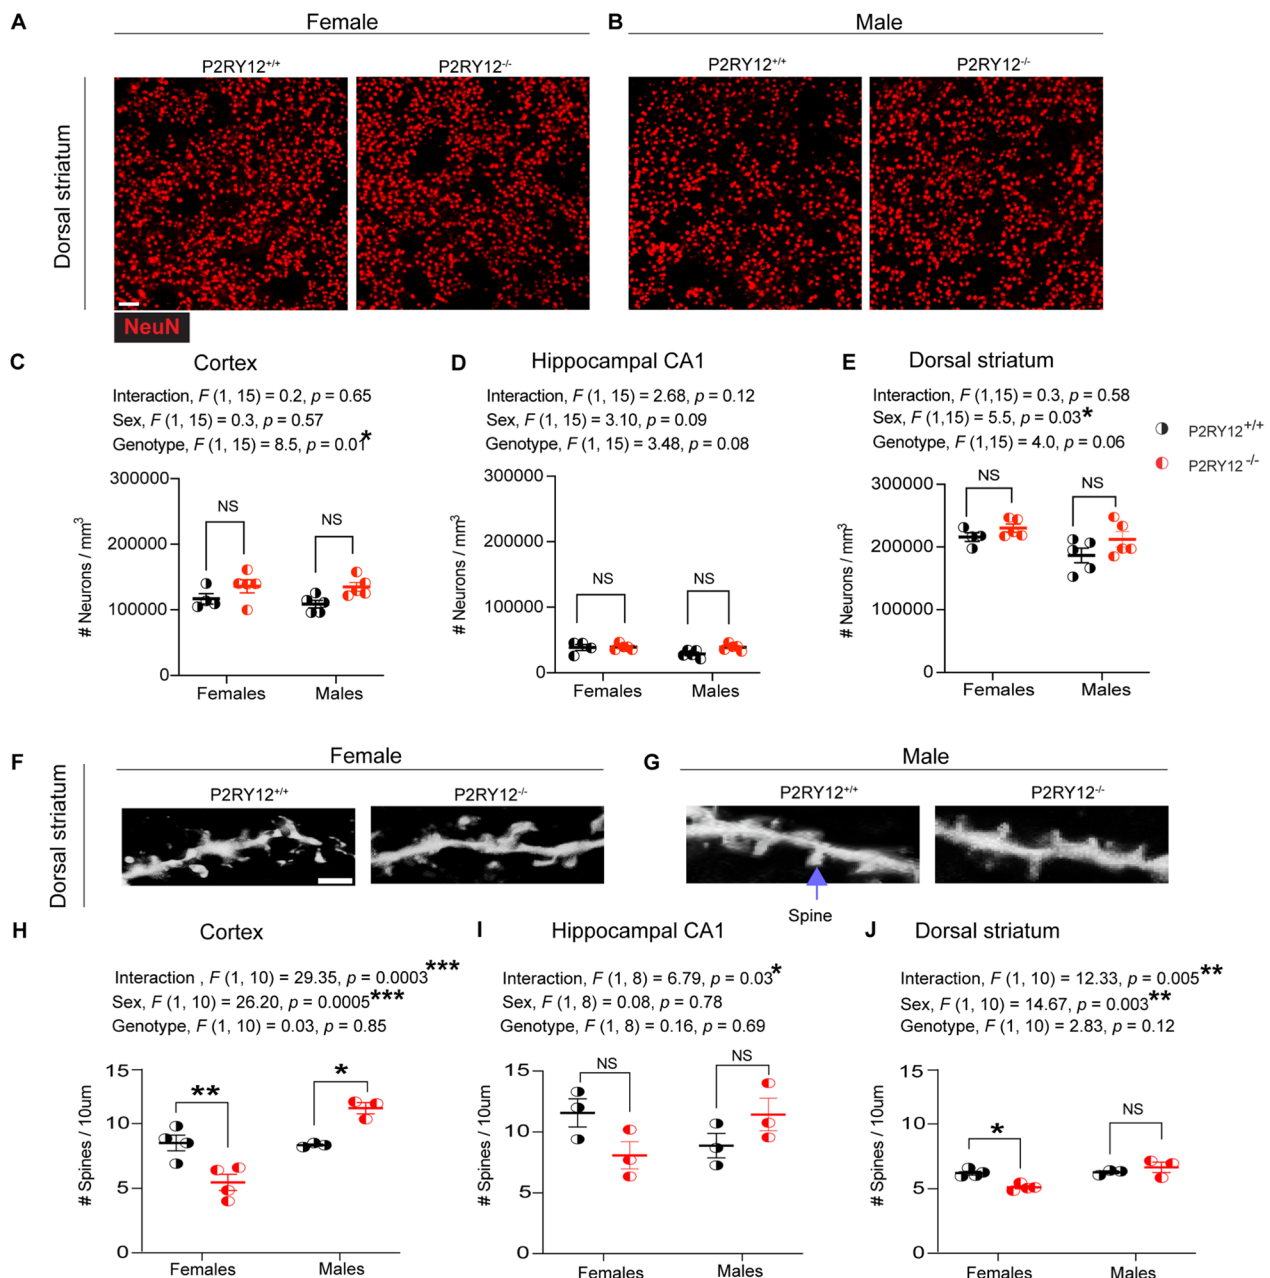 A
Female
B
Male
P2RY12+/+
P2RY12-/-
P2RY12+/+
P2RY12-/-
Dorsal striatum
NeuN
C
Cortex
Interaction, F (1, 15) = 0.2, p = 0.65
Sex, F (1, 15) = 0.3, p = 0.57
Genotype, F (1, 15) = 8.5, p = 0.01*
# Neurons / mm3
300000
200000
100000
0
NS
NS
Females
Males
D
Hippocampal CA1
Interaction, F (1, 15) = 2.68, p = 0.12
Sex, F (1, 15) = 3.10, p = 0.09
Genotype, F (1, 15) = 3.48, p = 0.08
# Neurons / mm3
300000
200000
100000
0
NS
NS
Females
Males
E
Dorsal striatum
Interaction, F (1,15) = 0.3, p = 0.58
Sex, F (1,15) = 5.5, p = 0.03*
Genotype, F (1,15) = 4.0, p = 0.06
# Neurons / mm3
300000
200000
100000
0
NS
NS
Females
Males
P2RY12+/+
P2RY12-/-
F
Female
G
Male
P2RY12+/+
P2RY12-/-
P2RY12+/+
P2RY12-/-
Dorsal striatum
Spine
H
Cortex
Interaction , F (1, 10) = 29.35, p = 0.0003***
Sex, F (1, 10) = 26.20, p = 0.0005***
Genotype, F (1, 10) = 0.03, p = 0.85
# Spines / 10um
15
10
5
0
**
*
Females
Males
I
Hippocampal CA1
Interaction, F (1, 8) = 6.79, p = 0.03*
Sex, F (1, 8) = 0.08, p = 0.78
Genotype, F (1, 8) = 0.16, p = 0.69
# Spines / 10um
15
10
5
0
NS
NS
Females
Males
J
Dorsal striatum
Interaction, F (1, 10) = 12.33, p = 0.005**
Sex, F (1, 10) = 14.67, p = 0.003**
Genotype, F (1, 10) = 2.83, p = 0.12
# Spines / 10um
15
10
5
0
*
NS
Females
Males